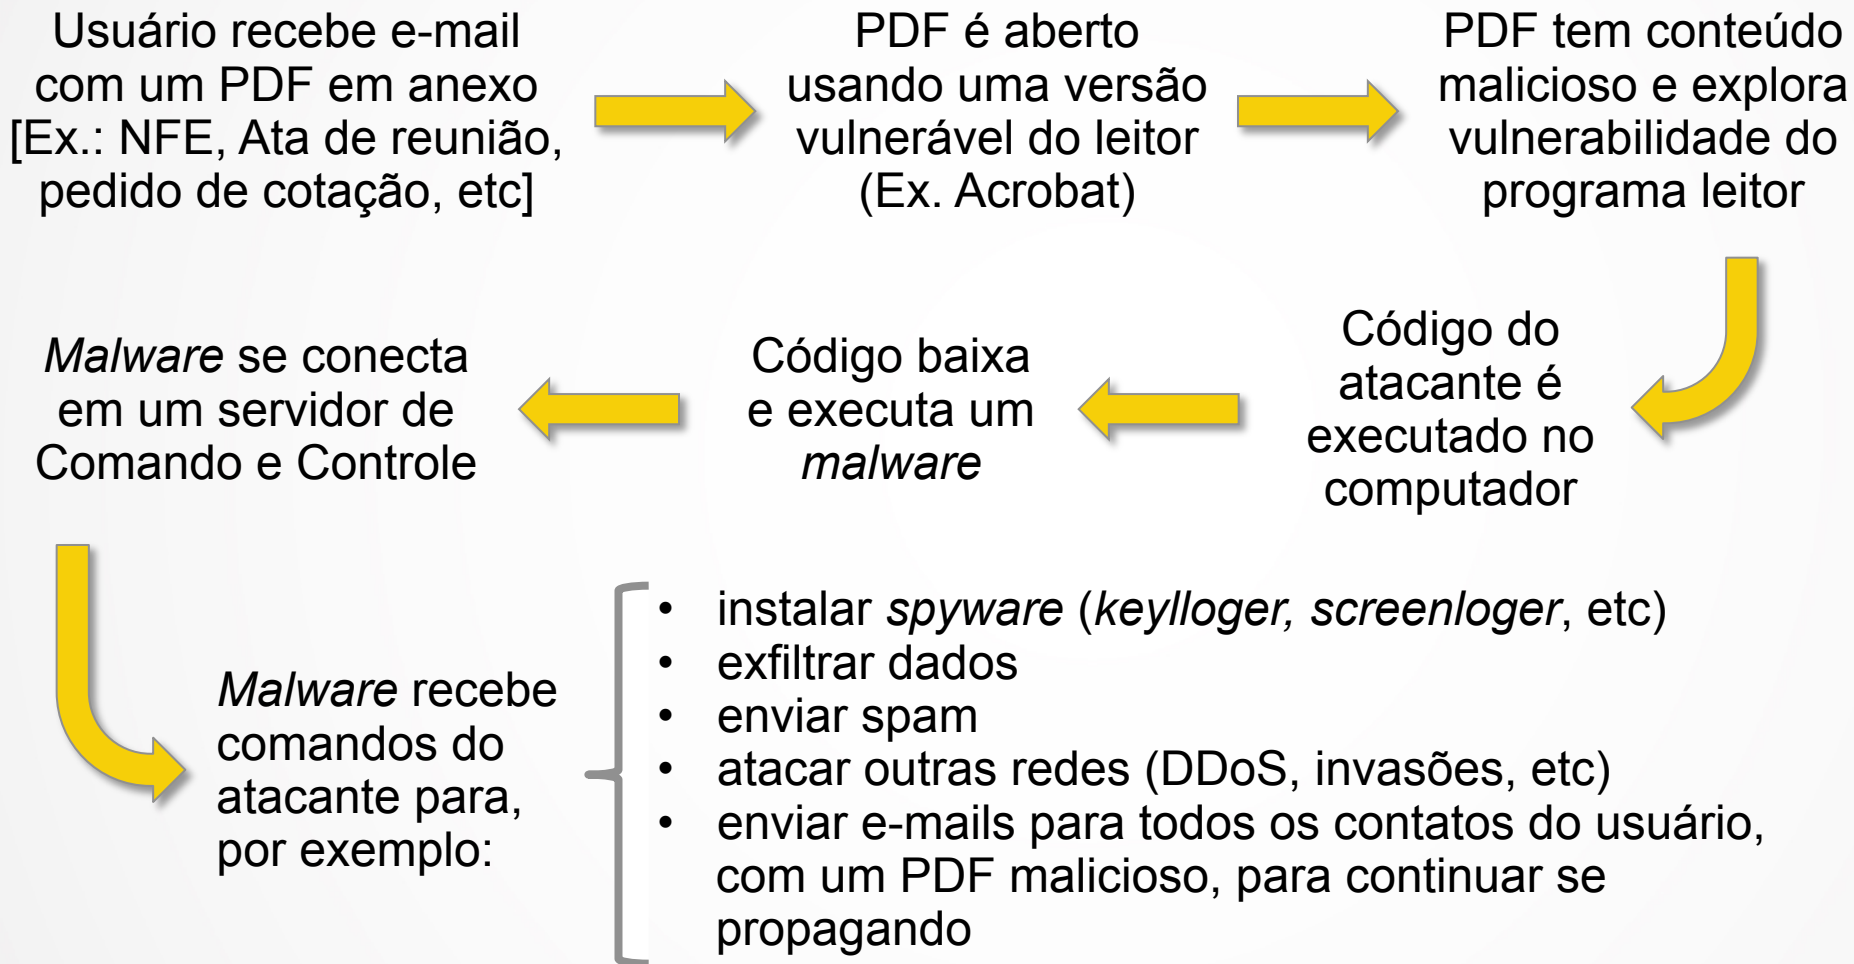 Usuário recebe e-mail
com um PDF em anexo
[Ex.: NFE, Ata de reunião,
pedido de cotação, etc]
PDF é aberto
usando uma versão
vulnerável do leitor
(Ex. Acrobat)
PDF tem conteúdo
malicioso e explora
vulnerabilidade do
programa leitor
Código do
atacante é
executado no
computador
Código baixa
e executa um
malware
Malware se conecta
em um servidor de
Comando e Controle
Malware recebe
comandos do
atacante para,
por exemplo:
• instalar spyware (keylloger, screenloger, etc)
• exfiltrar dados
• enviar spam
• atacar outras redes (DDoS, invasões, etc)
• enviar e-mails para todos os contatos do usuário,
com um PDF malicioso, para continuar se
propagando